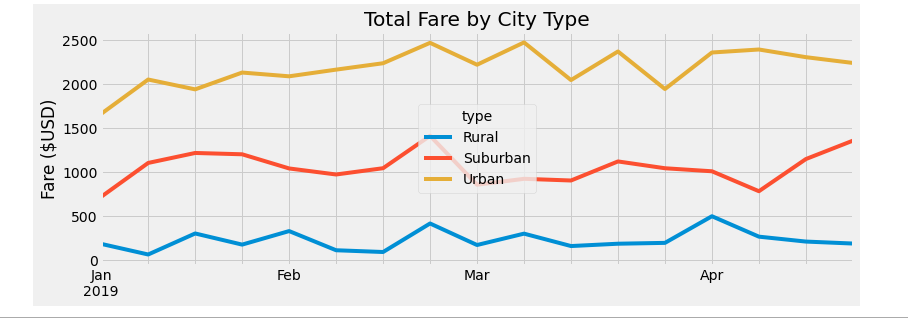 Total Fare by City Type
Fare ($USD)
2500
2000
1500
1000
500
0
type
Rural
Suburban
Urban
Jan
2019
Feb
Mar
Apr